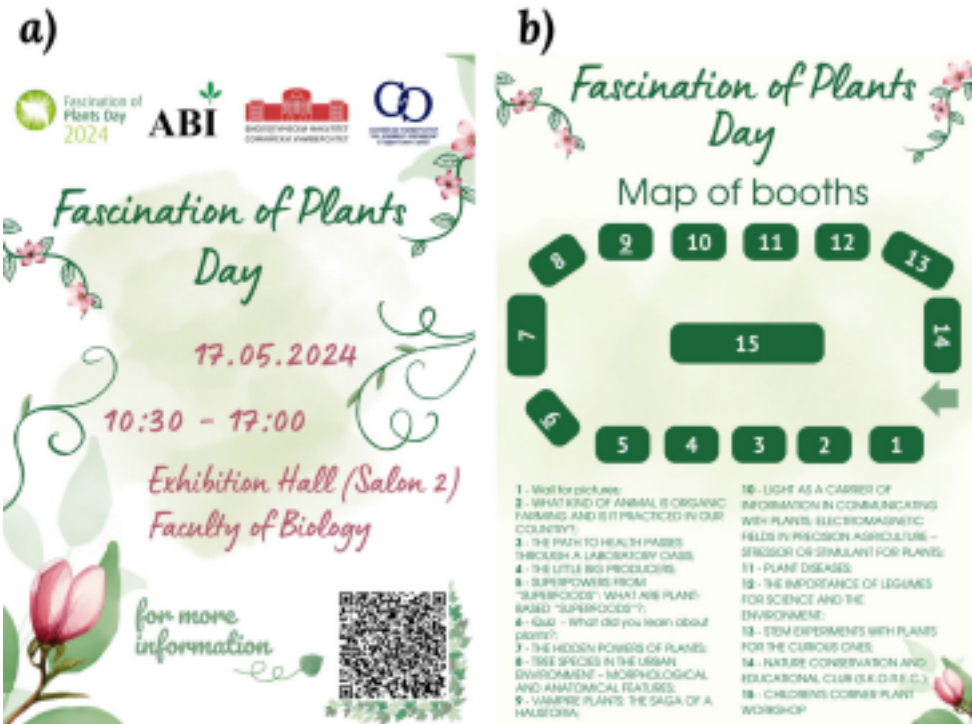 a)
Fascination of
Plants Day
2024
ABI
БИОЛОГИЧЕСКИ ФАКУЛТЕТ
СОФИЙСКИ УНИВЕРСИТЕТ
Fascination of Plants
Day
17.05.2024
10:30 - 17:00
Exhibition Hall (Salon 2)
Faculty of Biology
for more
information
b)
Fascination of Plants
Day
Map of booths
9 10 11 12
8 13
7 15 14
6
5 4 3 2 1
1 - Wall for pictures;
2 - WHAT KIND OF ANIMAL IS ORGANIC
FARMING AND IS IT PRACTICED IN OUR
COUNTRY?;
3 - THE PATH TO HEALTH PASSES
THROUGH A LABORATORY OASIS;
4 - THE LITTLE BIG PRODUCERS;
5 - SUPERPOWERS FROM
"SUPERFOODS": WHAT ARE PLANT-
BASED "SUPERFOODS"?;
6 - Quiz - What did you learn about
plants?;
7 - THE HIDDEN POWERS OF PLANTS;
8 - TREE SPECIES IN THE URBAN
ENVIRONMENT – MORPHOLOGICAL
AND ANATOMICAL FEATURES;
9 - VAMPIRE PLANTS: THE SAGA OF A
HAUSTORIA;
10 - LIGHT AS A CARRIER OF
INFORMATION IN COMMUNICATING
WITH PLANTS; ELECTROMAGNETIC
FIELDS IN PRECISION AGRICULTURE –
STRESSOR OR STIMULANT FOR PLANTS;
11 - PLANT DISEASES;
12 - THE IMPORTANCE OF LEGUMES
FOR SCIENCE AND THE
ENVIRONMENT;
13 - STEM EXPERIMENTS WITH PLANTS
FOR THE CURIOUS ONES;
14 - NATURE CONSERVATION AND
EDUCATIONAL CLUB
15 - CHILDREN'S CORNER PLANT
WORKSHOP